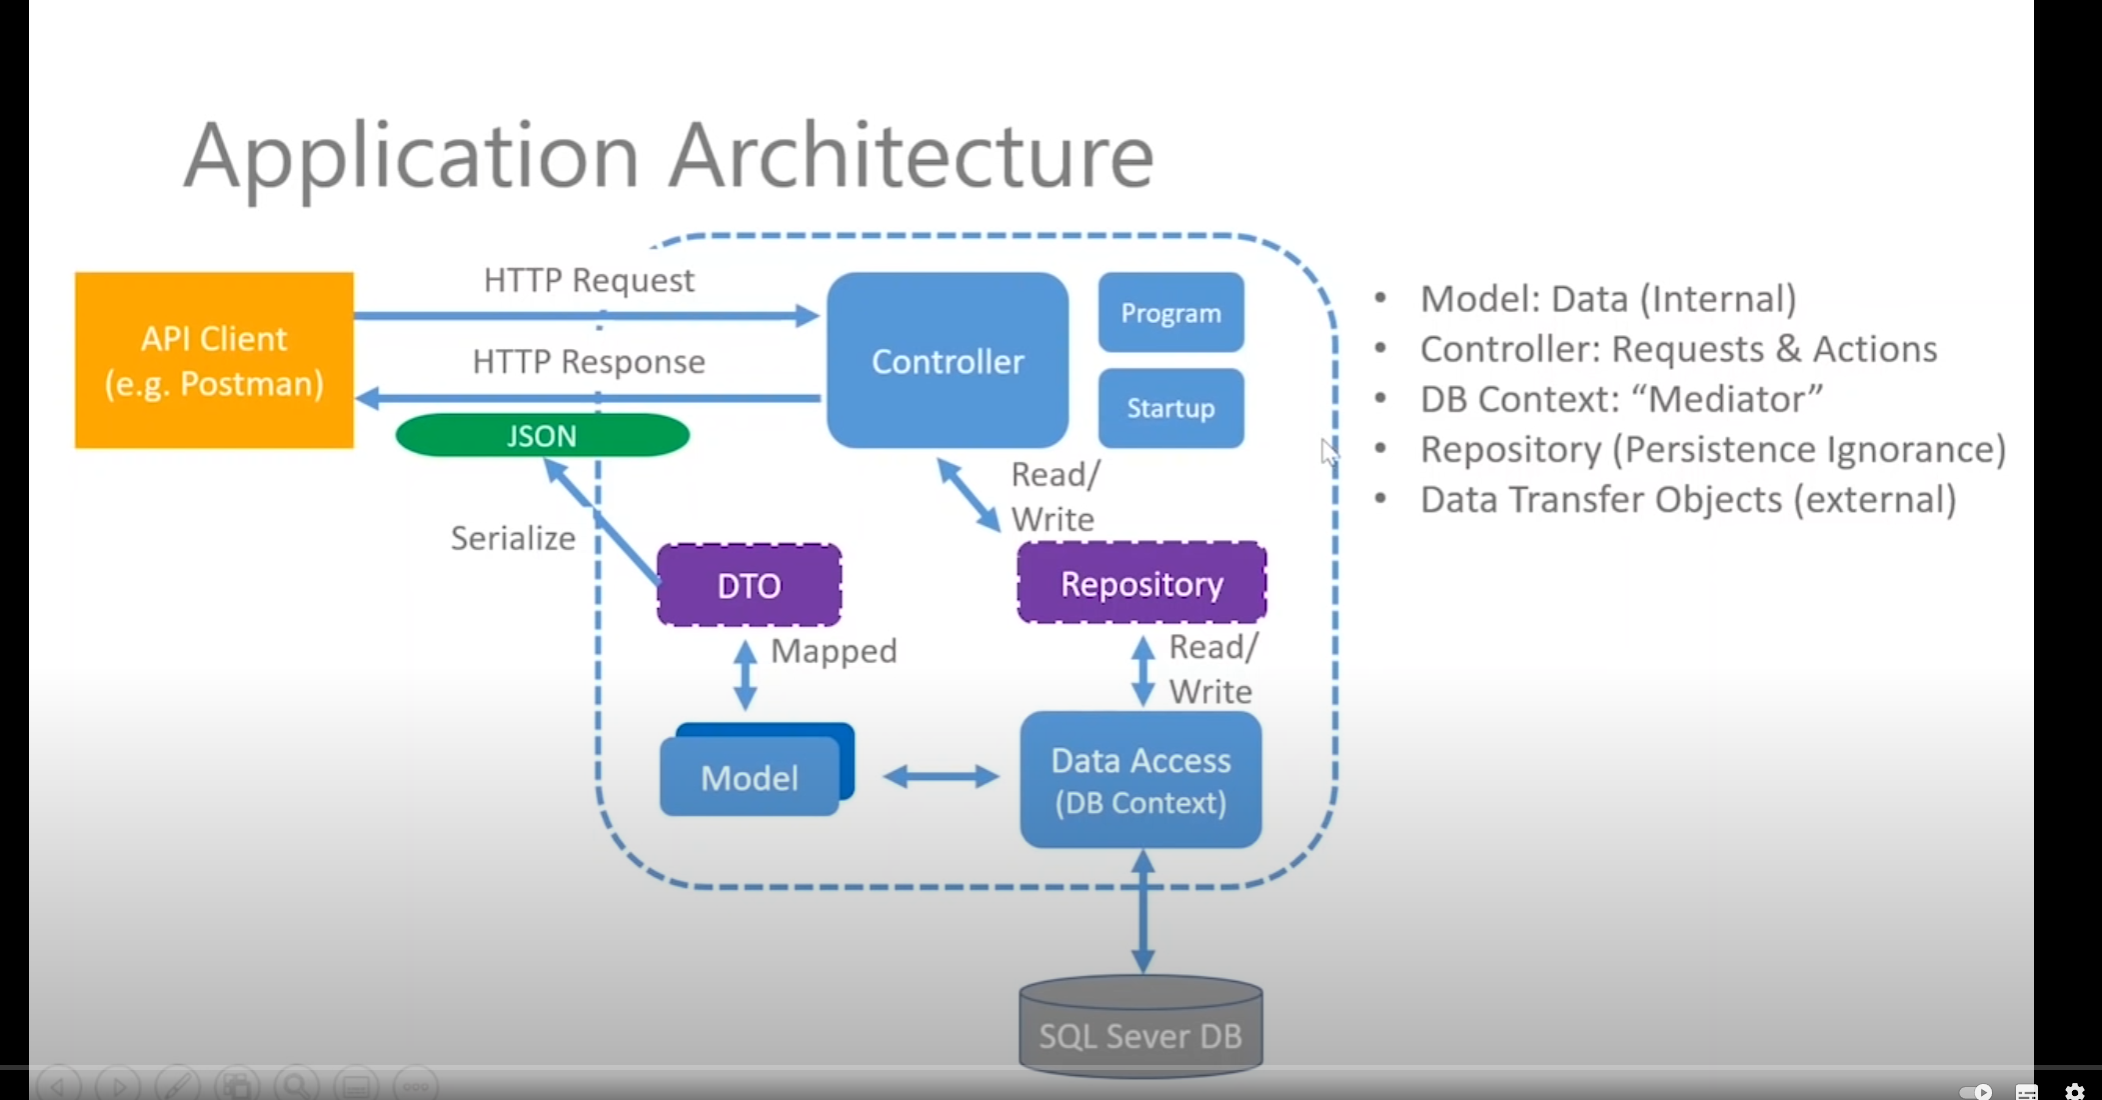 Application Architecture
HTTP Request
API Client
(e.g. Postman)
HTTP Response
JSON
Controller
Program
Startup
Read/
Write
Serialize
DTO
Repository
Mapped
Read/
Write
Model
Data Access
(DB Context)
SQL Sever DB
• Model: Data (Internal)
• Controller: Requests & Actions
• DB Context: “Mediator”
• Repository (Persistence Ignorance)
• Data Transfer Objects (external)